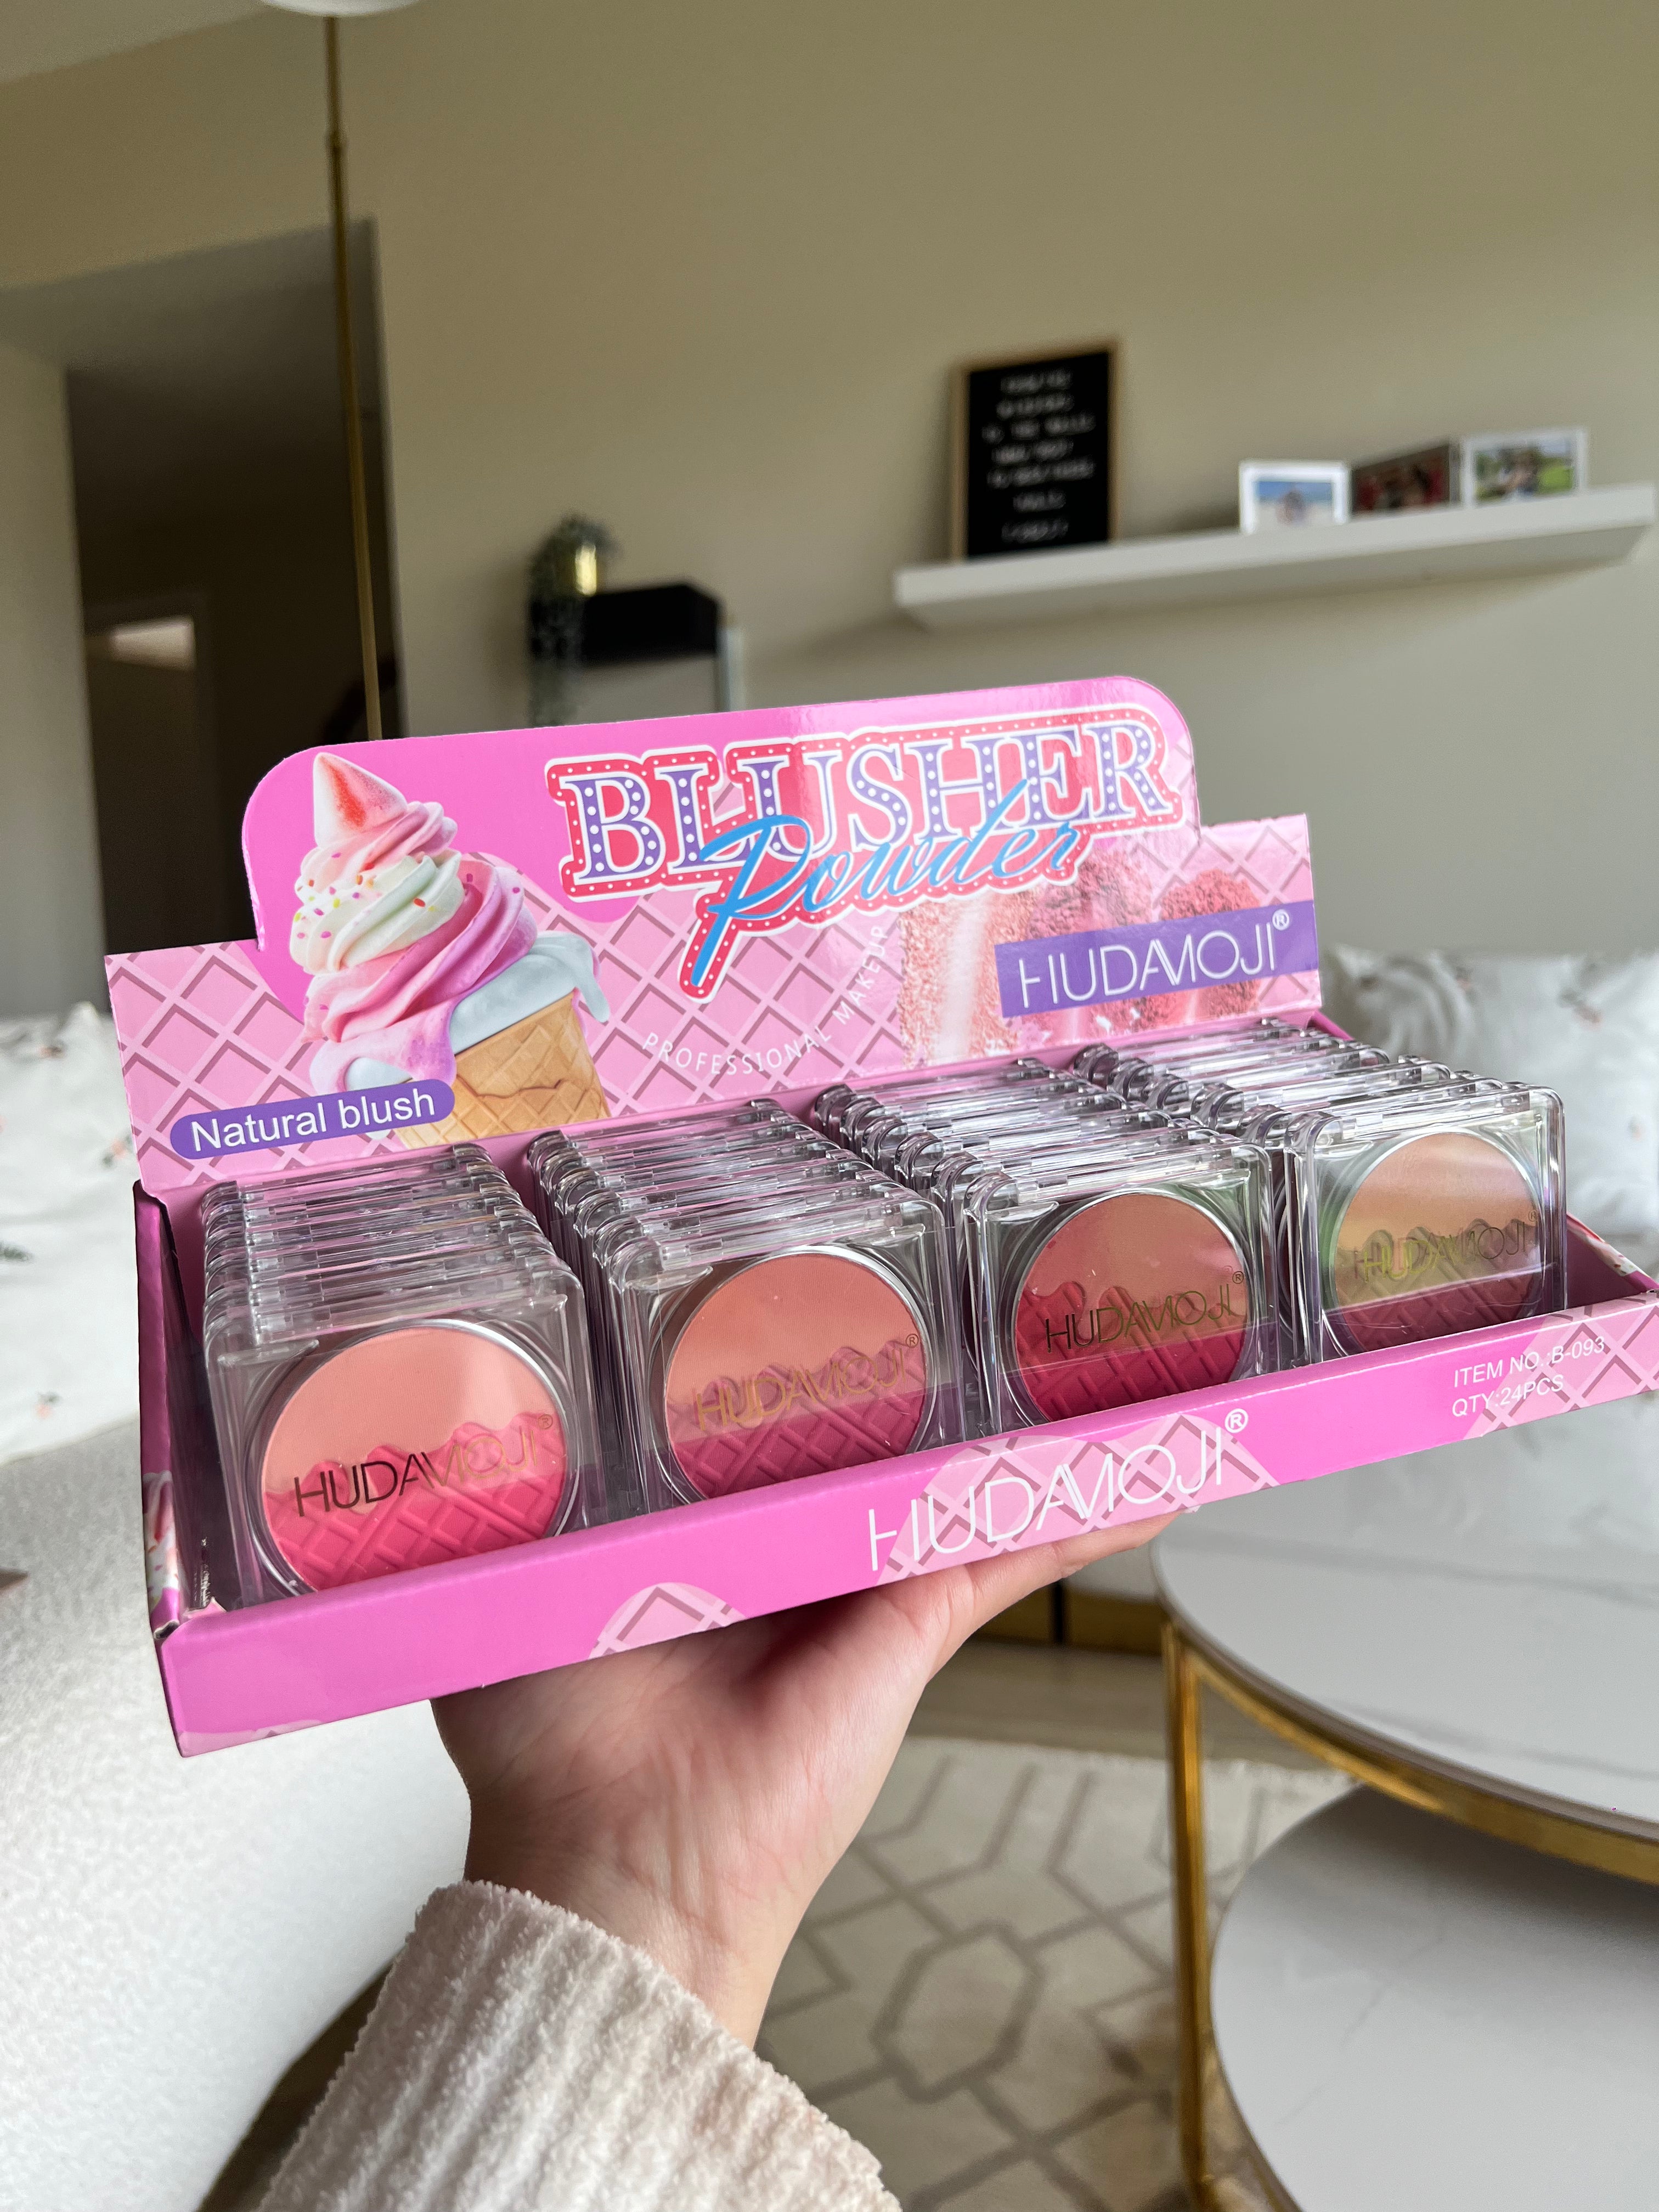 BLUSHER
Powder
HUDAMOJI®
PROFESSIONAL MAKEUP
Natural blush
HUDAMOJI®
HUDAMOJI®
HUDAMOJI®
HUDAMOJI®
ITEM NO.:B-093
QTY:24PCS
HUDAMOJI®